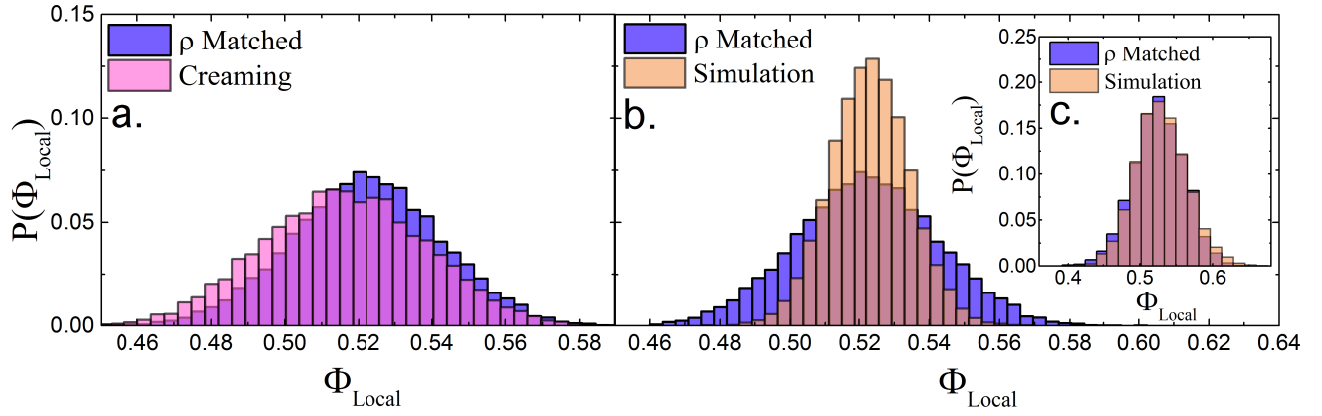 0.15
0.10
0.05
0.00
P(Φ_Local)
ρ Matched
Creaming
a.
0.46 0.48 0.50 0.52 0.54 0.56 0.58
Φ_Local
ρ Matched
Simulation
b.
0.46 0.48 0.50 0.52 0.54 0.56 0.58 0.60 0.62 0.64
Φ_Local
0.25
0.20
0.15
0.10
0.05
0.00
P(Φ_Local)
ρ Matched
Simulation
c.
0.4 0.5 0.6
Φ_Local